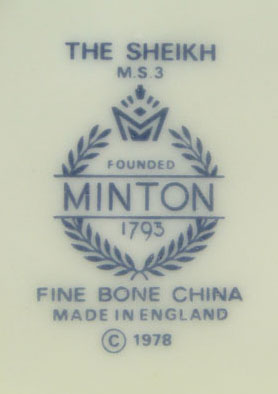 THE SHEIKH
M.S.3
M
FOUNDED
MINTON
1793
FINE BONE CHINA
MADE IN ENGLAND
© 1978